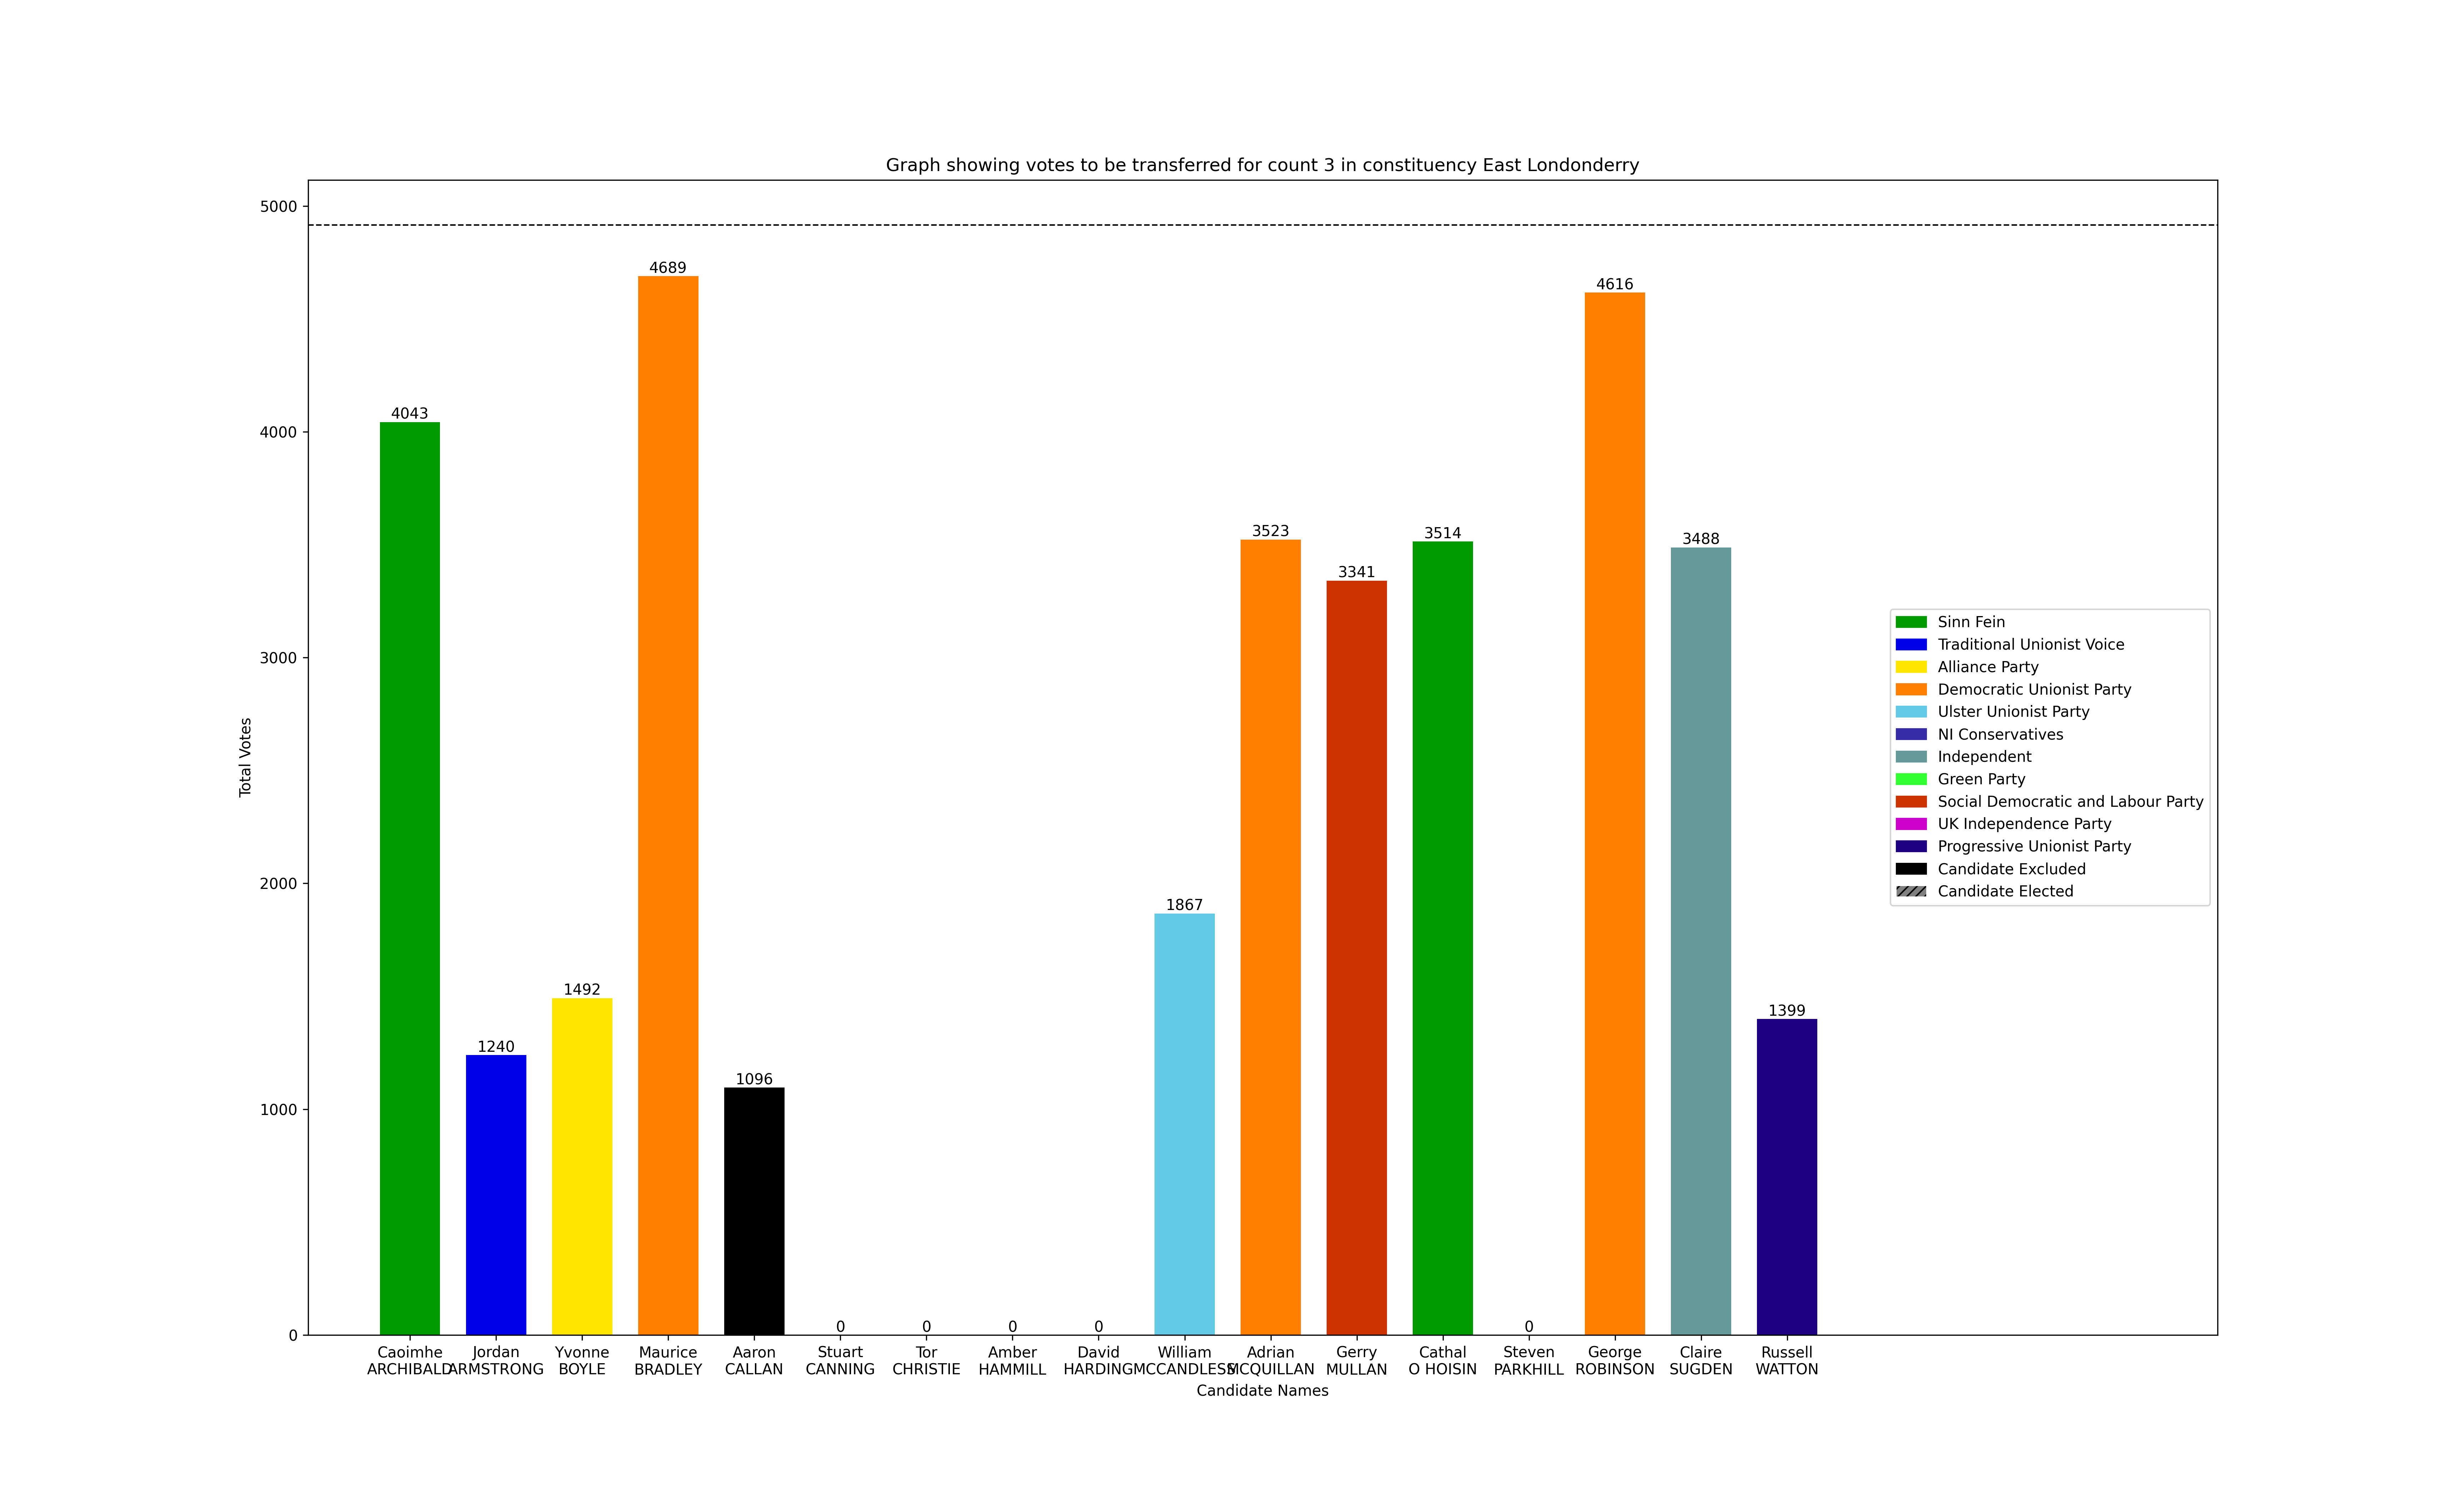 Graph showing votes to be transferred for count 3 in constituency East Londonderry
5000
4000
3000
2000
1000
0
Total Votes
4043
1240
1492
4689
1096
0
0
0
0
1867
3523
3341
3514
0
4616
3488
1399
Sinn Fein
Traditional Unionist Voice
Alliance Party
Democratic Unionist Party
Ulster Unionist Party
NI Conservatives
Independent
Green Party
Social Democratic and Labour Party
UK Independence Party
Progressive Unionist Party
Candidate Excluded
Candidate Elected
Caoimhe
ARCHIBALD
Jordan
ARMSTRONG
Yvonne
BOYLE
Maurice
BRADLEY
Aaron
CALLAN
Stuart
CANNING
Tor
CHRISTIE
Amber
HAMMILL
David
HARDING
William
MCCANDLESS
Adrian
MCQUILLAN
Gerry
MULLAN
Cathal
O HOISIN
Steven
PARKHILL
George
ROBINSON
Claire
SUGDEN
Russell
WATTON
Candidate Names